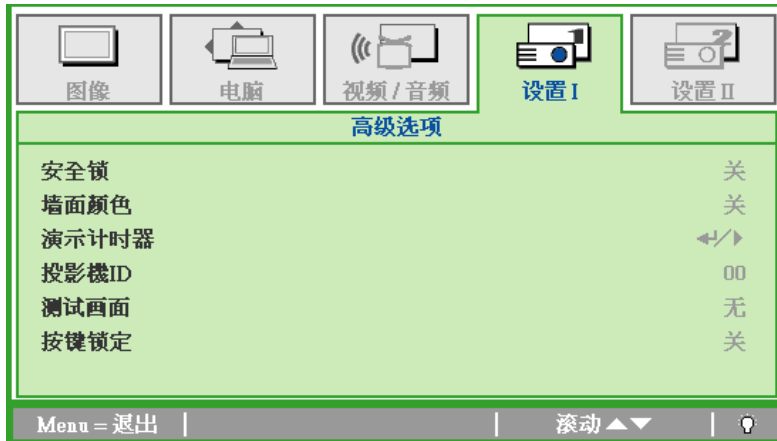 图像
电脑
视频 / 音频
设置 I
设置 II
高级选项
安全锁 关
墙面颜色 关
演示计时器
投影機ID 00
测试画面 无
按键锁定 关
Menu = 退出 滚动▲▼